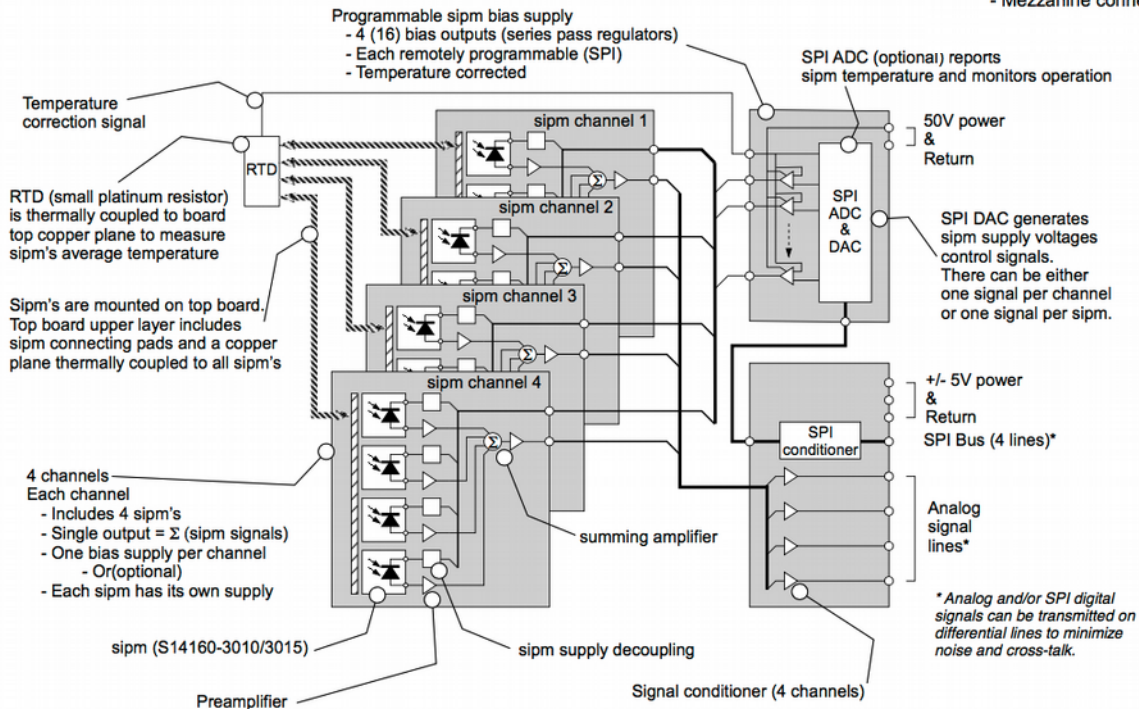 - Mezzanine conne
Programmable sipm bias supply
- 4 (16) bias outputs (series pass regulators)
- Each remotely programmable (SPI)
- Temperature corrected
SPI ADC (optional) reports
sipm temperature and monitors operation
Temperature
correction signal
RTD
RTD (small platinum resistor)
is thermally coupled to board
top copper plane to measure
sipm's average temperature
Sipm's are mounted on top board.
Top board upper layer includes
sipm connecting pads and a copper
plane thermally coupled to all sipm's
sipm channel 1
Σ
sipm channel 2
Σ
sipm channel 3
Σ
sipm channel 4
Σ
50V power
&
Return
SPI
ADC
&
DAC
SPI DAC generates
sipm supply voltages
control signals.
There can be either
one signal per channel
or one signal per sipm.
+/- 5V power
&
Return
SPI
conditioner
SPI Bus (4 lines)*
Analog
signal
lines*
4 channels
Each channel
- Includes 4 sipm's
- Single output = Σ (sipm signals)
- One bias supply per channel
- Or(optional)
- Each sipm has its own supply
summing amplifier
sipm (S14160-3010/3015)
sipm supply decoupling
Preamplifier
Signal conditioner (4 channels)
* Analog and/or SPI digital
signals can be transmitted on
differential lines to minimize
noise and cross-talk.